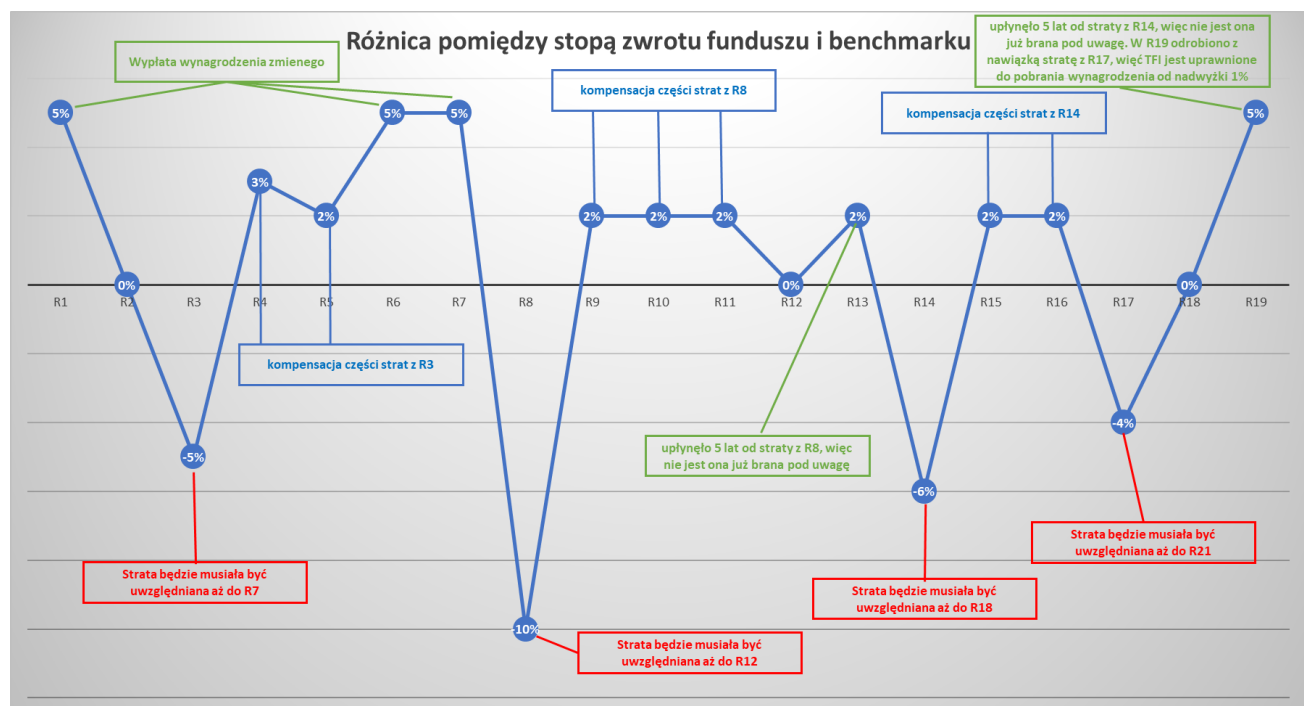 Różnica pomiędzy stopą zwrotu funduszu i benchmarku
upłynęło 5 lat od straty z R14, więc nie jest ona
już brana pod uwagę. W R19 odrobiono z
nawiązką stratę z R17, więć TFI jest uprawnione
do pobrania wynagrodzenia od nadwyżki 1%
Wypłata wynagrodzenia zmienego
kompensacja części strat z R8
kompensacja części strat z R14
5%
0%
-5%
3%
2%
5%
5%
-10%
2%
2%
2%
0%
2%
-6%
2%
2%
-4%
0%
5%
R1
R2
R3
R4
R5
R6
R7
R8
R9
R10
R11
R12
R13
R14
R15
R16
R17
R18
R19
kompensacja części strat z R3
upłynęło 5 lat od straty z R8, więc
nie jest ona już brana pod uwagę
Strata będzie musiała być
uwzględniana aż do R7
Strata będzie musiała być
uwzględniana aż do R12
Strata będzie musiała być
uwzględniana aż do R18
Strata będzie musiała być
uwzględniana aż do R21